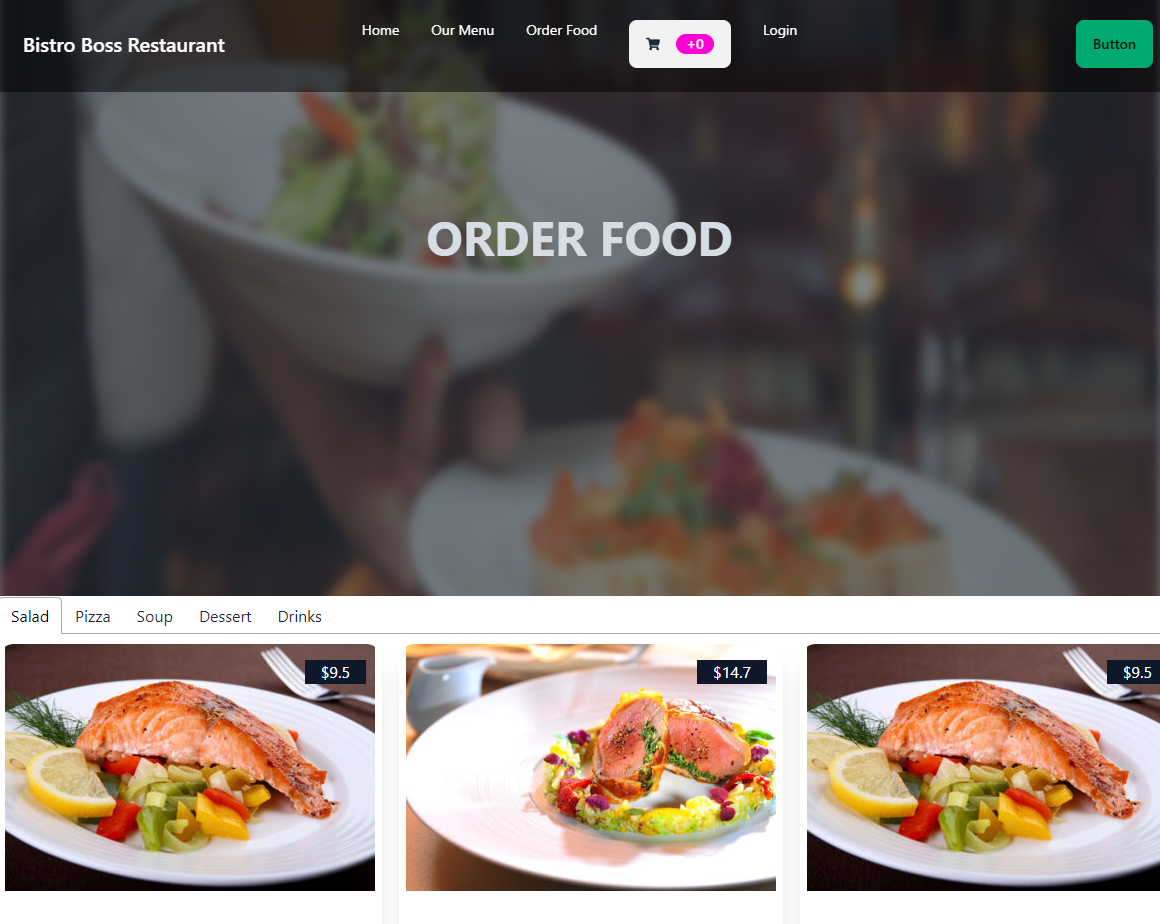 Bistro Boss Restaurant
Home
Our Menu
Order Food
+0
Login
Button
ORDER FOOD
Salad
Pizza
Soup
Dessert
Drinks
$9.5
$14.7
$9.5